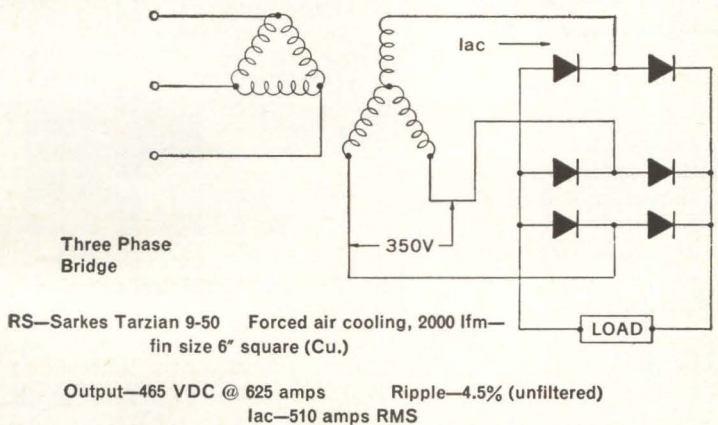 Iac
Three Phase
Bridge
350V
LOAD
RS—Sarkes Tarzian 9-50 Forced air cooling, 2000 lfm—
fin size 6" square (Cu.)
Output—465 VDC @ 625 amps Ripple—4.5% (unfiltered)
Iac—510 amps RMS